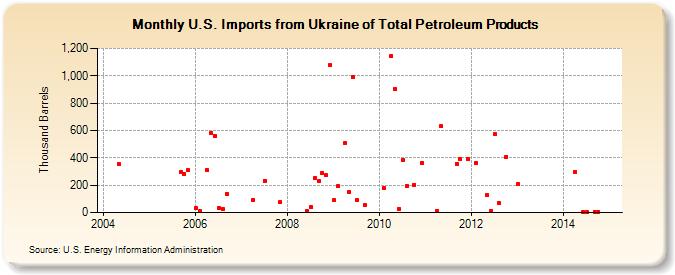 Monthly U.S. Imports from Ukraine of Total Petroleum Products
Thousand Barrels
1,200
1,000
800
600
400
200
0
2004 2006 2008 2010 2012 2014
Source: U.S. Energy Information Administration